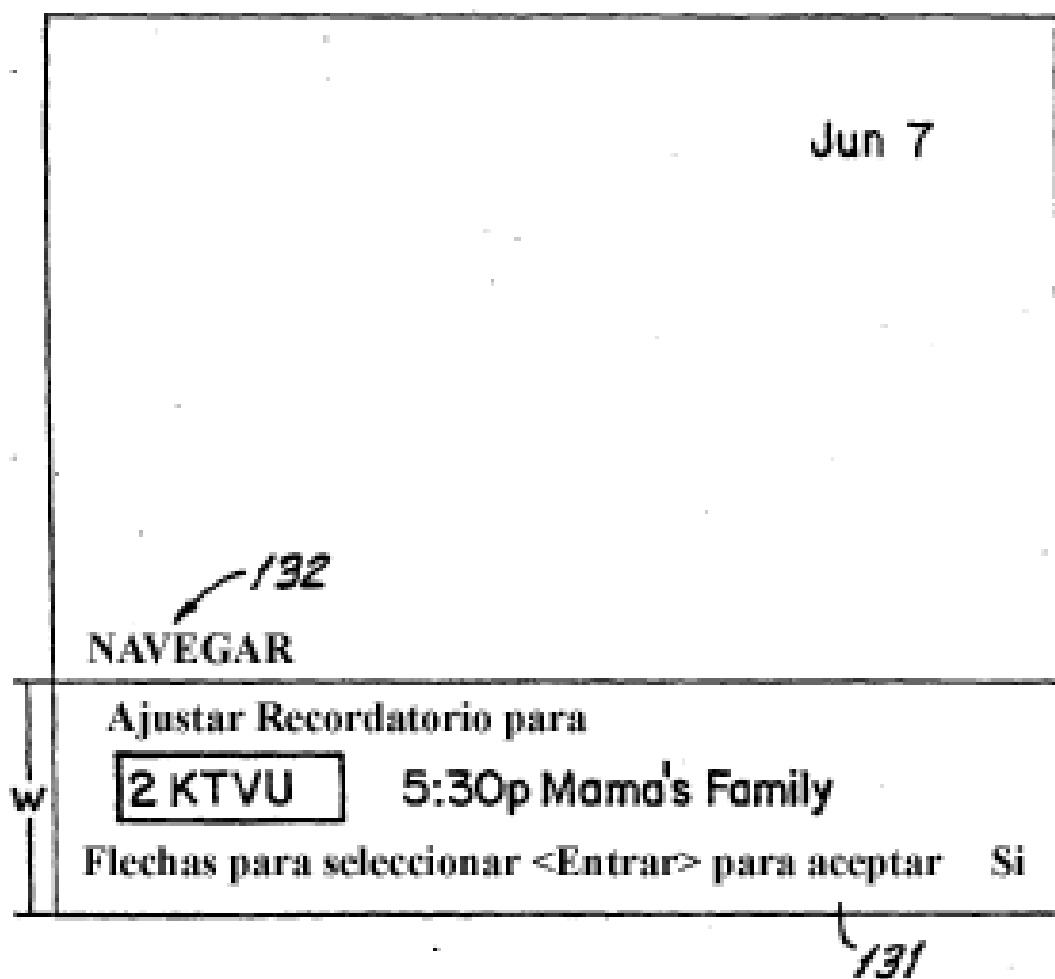 Jun 7
132
NAVEGAR
Ajustar Recordatorio para
W
2 KTVU 5:30p Mama's Family
Flechas para seleccionar <Entrar> para aceptar Si
131